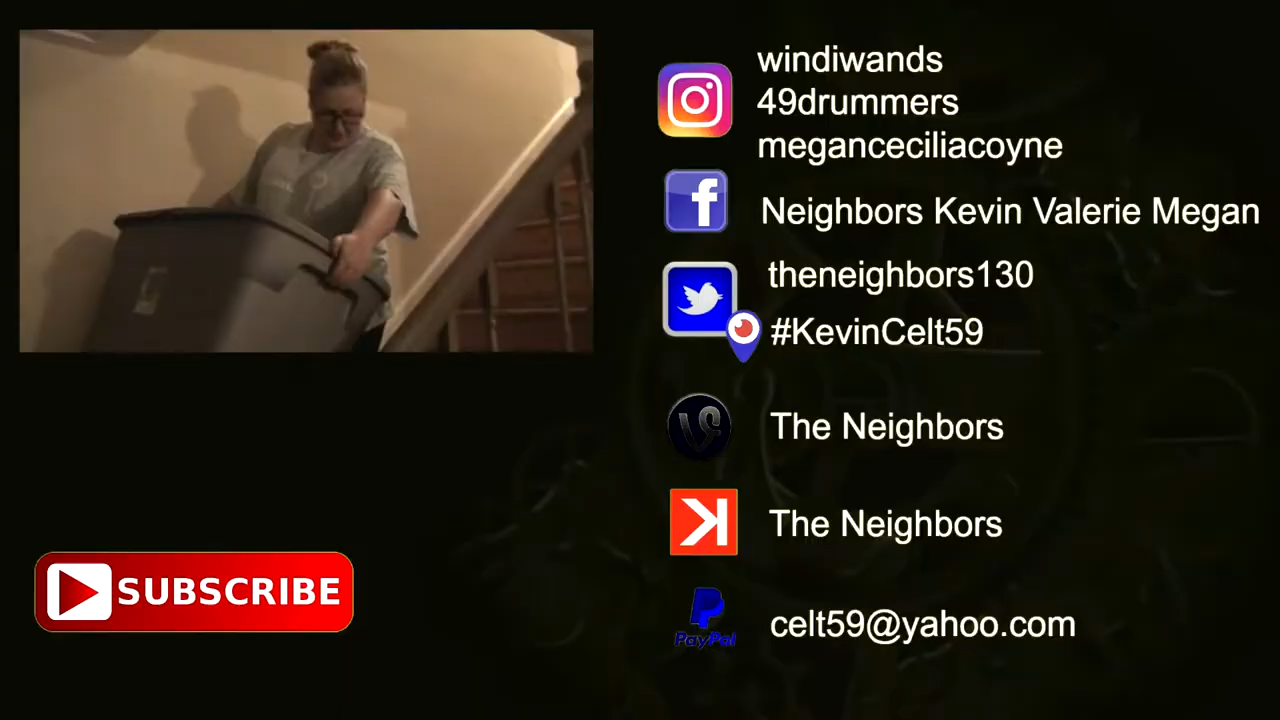 windiwands
49drummers
meganceciliacoyne
Neighbors Kevin Valerie Megan
theneighbors130
#KevinCelt59
The Neighbors
The Neighbors
SUBSCRIBE
PayPal
celt59@yahoo.com